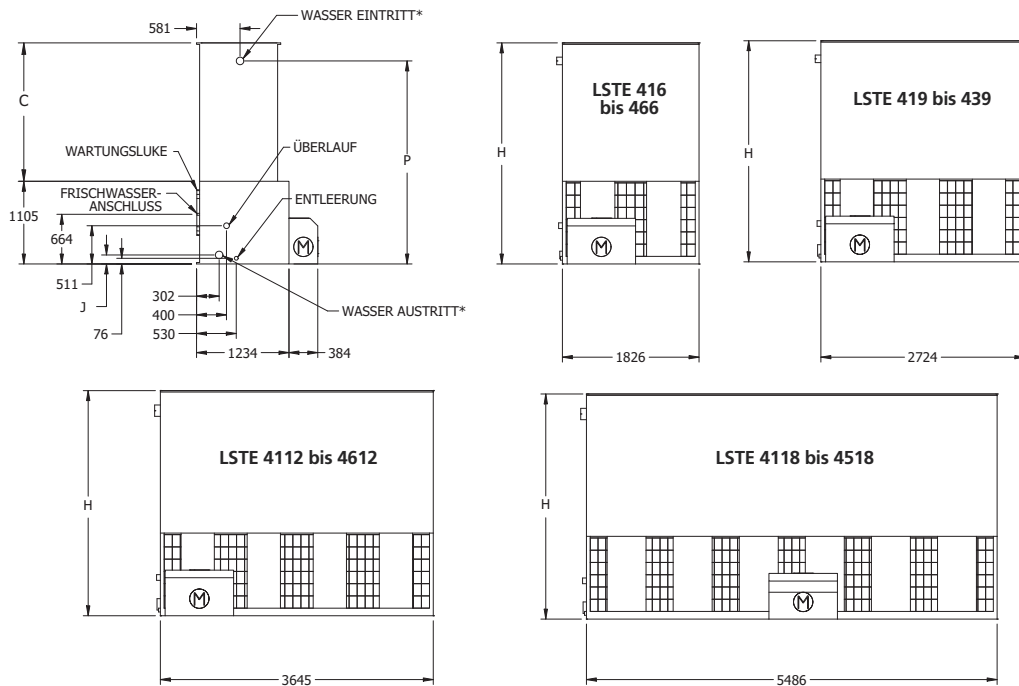 581
WASSER EINTRITT*
C
P
WARTUNGSLUKE
ÜBERLAUF
FRISCHWASSER-
ANSCHLUSS
ENTLEERUNG
1105
664
511
J
76
302
400
530
WASSER AUSTRITT*
1234
384
M
H
LSTE 416
bis 466
M
1826
H
LSTE 419 bis 439
M
2724
H
LSTE 4112 bis 4612
M
3645
H
LSTE 4118 bis 4518
M
5486